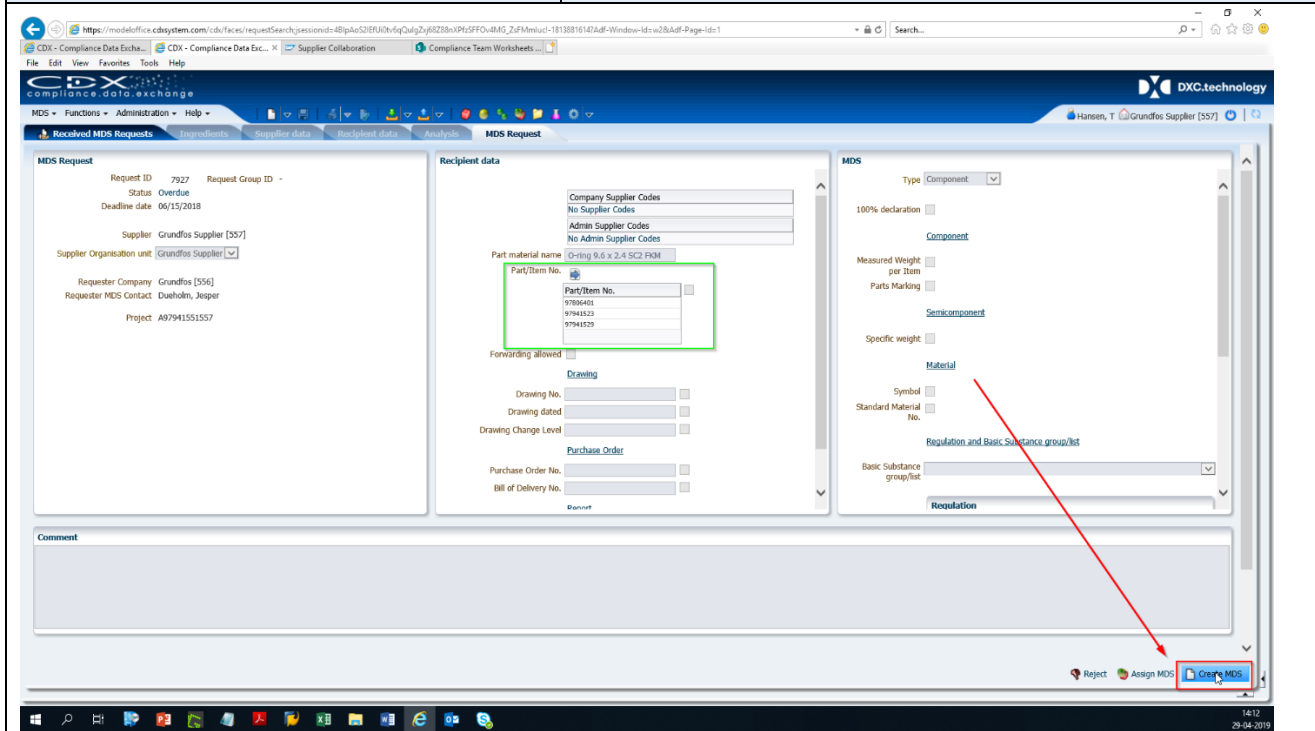 https://modeloffice.cdxsystem.com/cdx/faces/requestSearch;jsessionid=
Search...
CDX - Compliance Data Excha...
CDX - Compliance Data Exc... ×
Supplier Collaboration
Compliance Team Worksheets ...
File Edit View Favorites Tools Help
CDX
compliance.data.exchange
DXC.technology
MDS Functions Administration Help
Hansen, T Grundfos Supplier [557]
Received MDS Requests Ingredients Supplier data Recipient data Analysis MDS Request
MDS Request
Request ID 7927 Request Group ID -
Status Overdue
Deadline date 06/15/2018
Supplier Grundfos Supplier [557]
Supplier Organisation unit Grundfos Supplier
Requester Company Grundfos [556]
Requester MDS Contact Dueholm, Jesper
Project A97941551557
Recipient data
Company Supplier Codes
No Supplier Codes
Admin Supplier Codes
No Admin Supplier Codes
Part material name O-ring 9.6 x 2.4 SC2 FKM
Part/Item No.
Part/Item No.
97806401
97941523
97941529
Forwarding allowed
Drawing
Drawing No.
Drawing dated
Drawing Change Level
Purchase Order
Purchase Order No.
Bill of Delivery No.
Report
MDS
Type Component
100% declaration
Component
Measured Weight
per Item
Parts Marking
Semicomponent
Specific weight
Material
Symbol
Standard Material
No.
Regulation and Basic Substance group/list
Basic Substance
group/list
Regulation
Comment
Reject Assign MDS Create MDS
14:12
29-04-2019